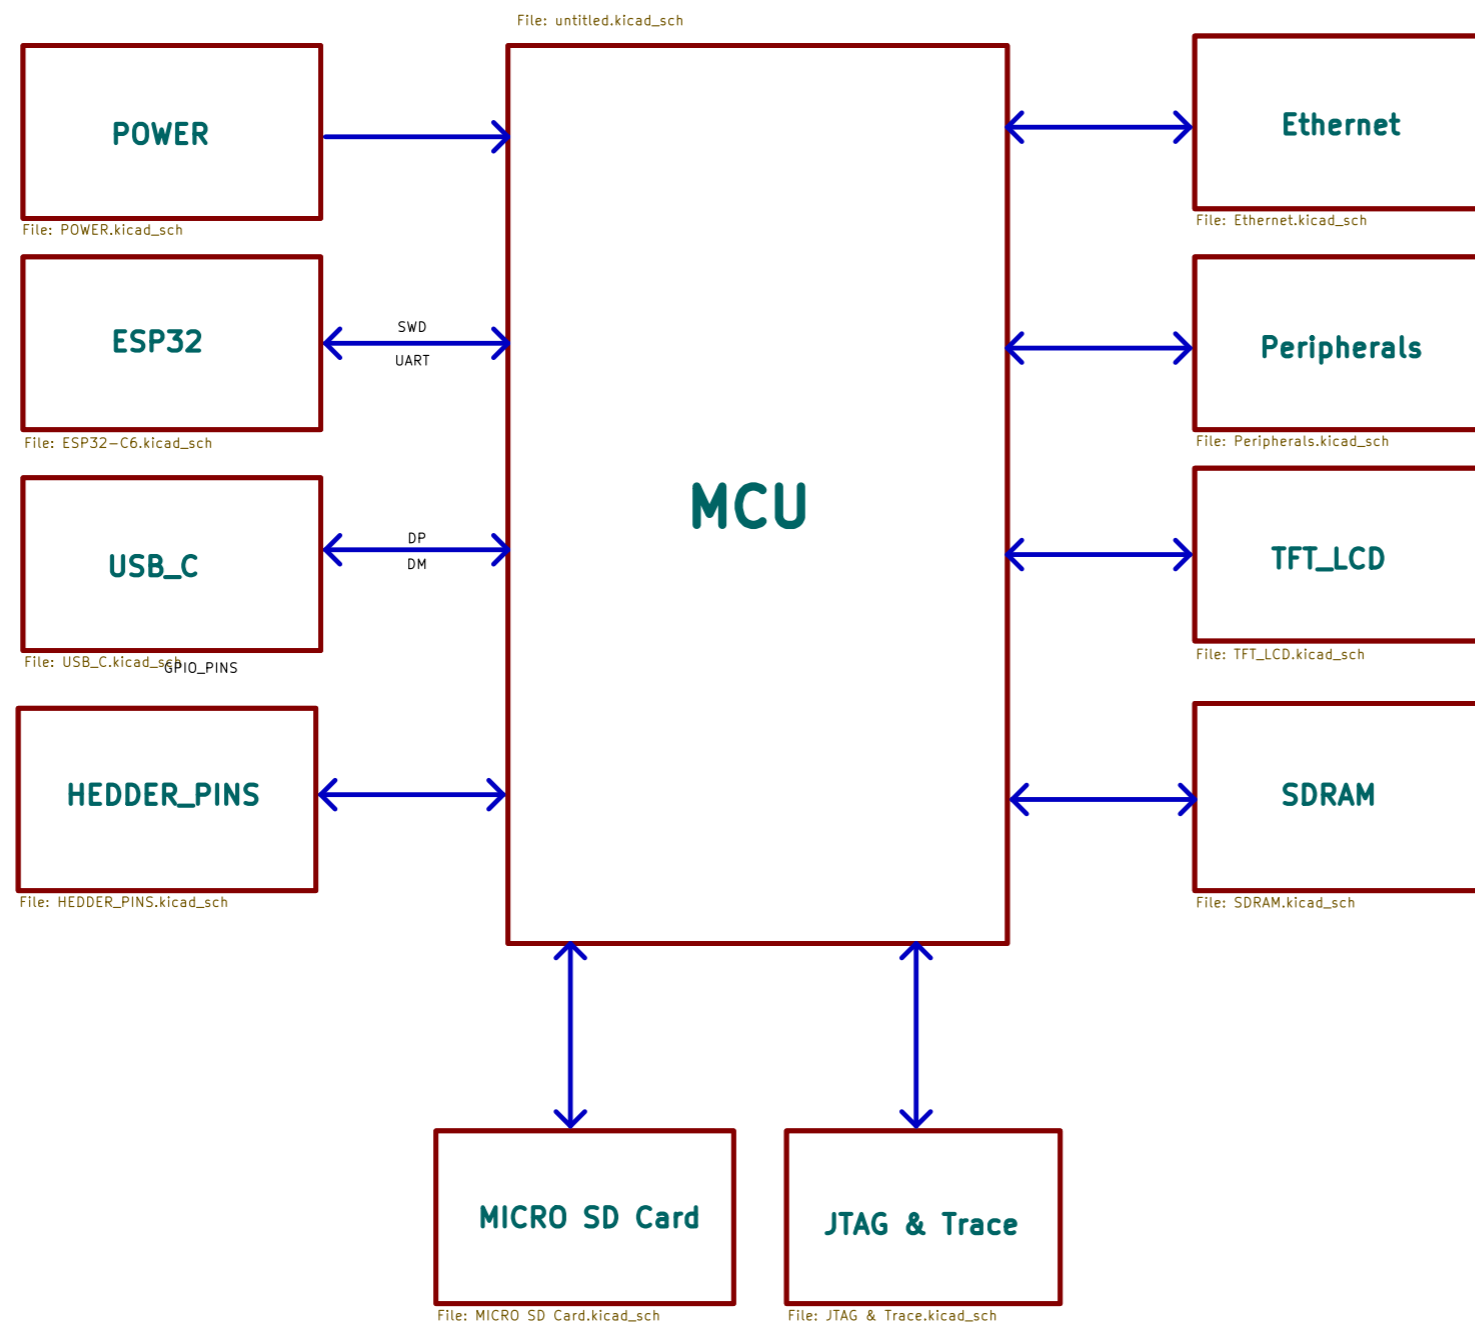 File: untitled.kicad_sch
POWER
File: POWER.kicad_sch
ESP32
File: ESP32-C6.kicad_sch
SWD
UART
USB_C
File: USB_C.kicad_sch
DP
DM
GPIO_PINS
HEDDER_PINS
File: HEDDER_PINS.kicad_sch
MCU
Ethernet
File: Ethernet.kicad_sch
Peripherals
File: Peripherals.kicad_sch
TFT_LCD
File: TFT_LCD.kicad_sch
SDRAM
File: SDRAM.kicad_sch
MICRO SD Card
File: MICRO SD Card.kicad_sch
JTAG & Trace
File: JTAG & Trace.kicad_sch